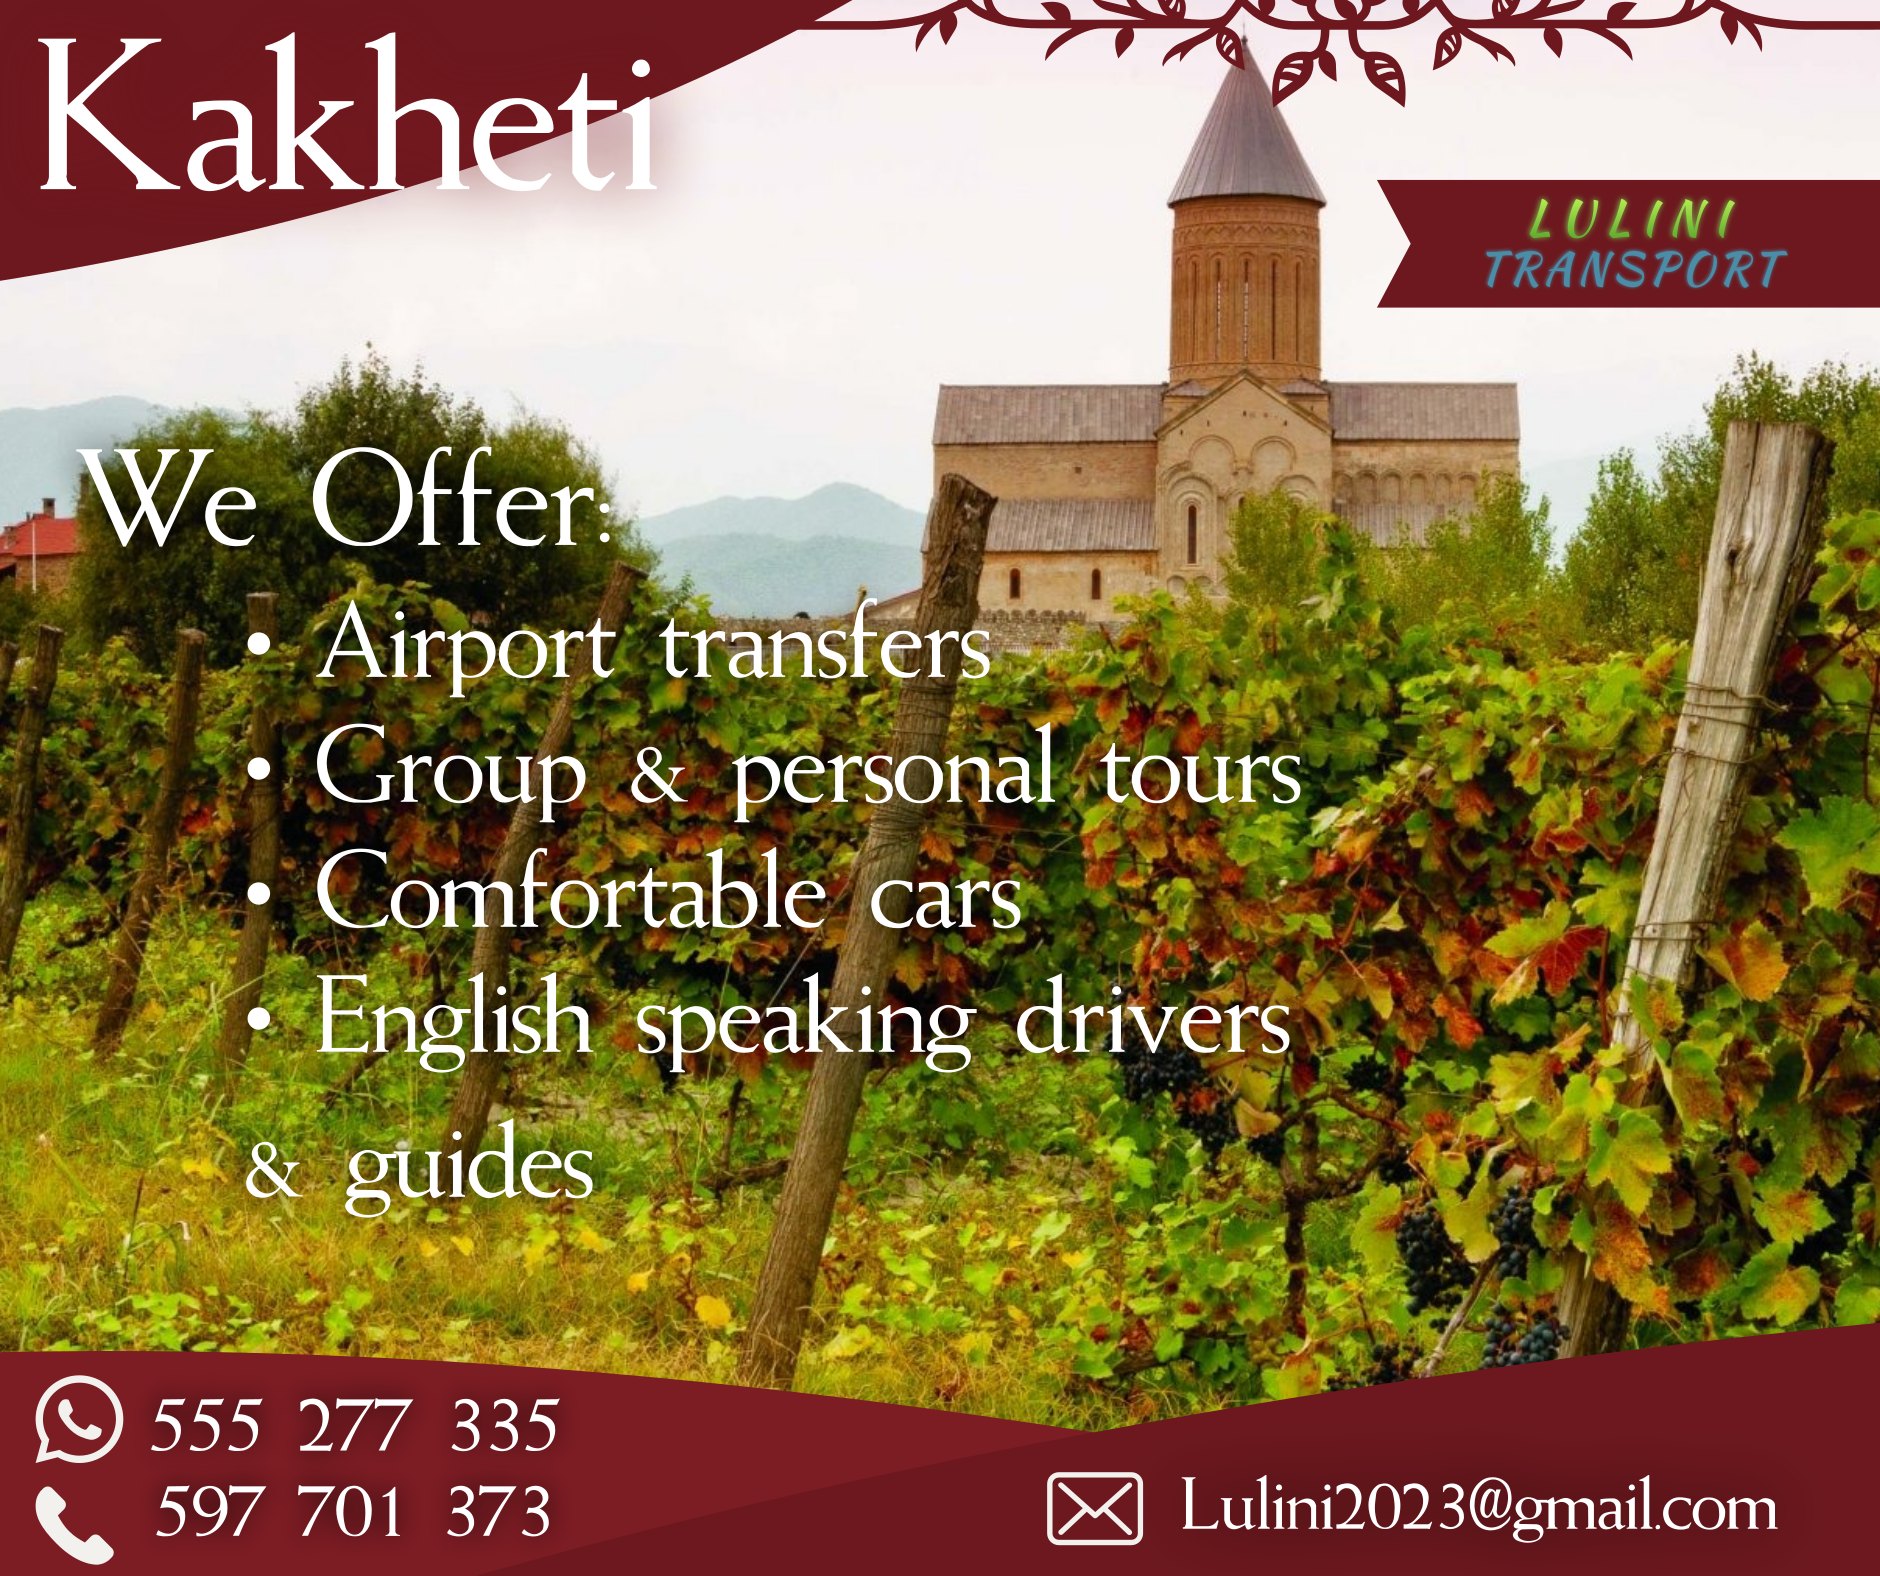 Kakheti
LULINI
TRANSPORT
We Offer:
• Airport transfers
• Group & personal tours
• Comfortable cars
• English speaking drivers
& guides
555 277 335
597 701 373
Lulini2023@gmail.com